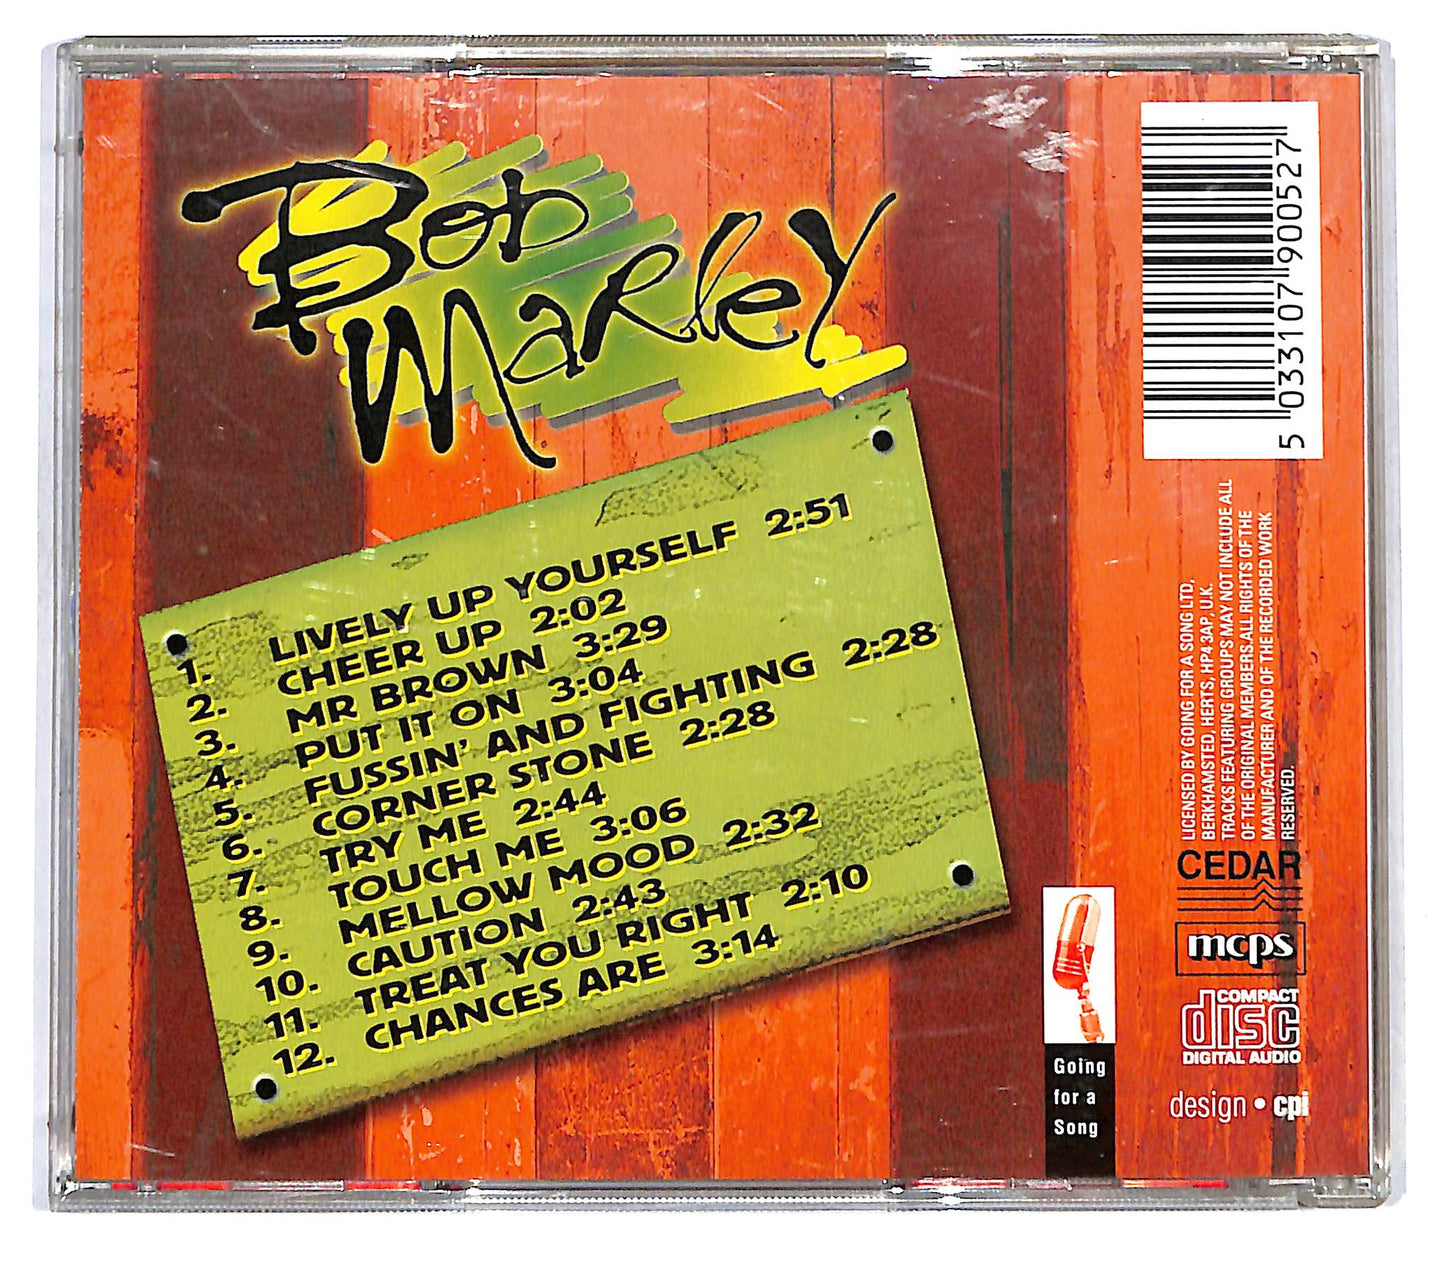 Bob
Marley
1. LIVELY UP YOURSELF 2:51
2. CHEER UP 2:02
3. MR BROWN 3:29
4. PUT IT ON 3:04
5. FUSSIN' AND FIGHTING 2:28
6. CORNER STONE 2:28
7. TRY ME 2:44
8. TOUCH ME 3:06
9. MELLOW MOOD 2:32
10. CAUTION 2:43
11. TREAT YOU RIGHT 2:10
12. CHANCES ARE 3:14
5 033107 900527
LICENSED BY GOING FOR A SONG LTD,
BERKHAMSTED, HERTS, HP4 3AP, U.K.
TRACKS FEATURING GROUPS MAY NOT INCLUDE ALL
OF THE ORIGINAL MEMBERS.ALL RIGHTS OF THE
MANUFACTURER AND OF THE RECORDED WORK
RESERVED.
CEDAR
mcps
COMPACT
disc
DIGITAL AUDIO
design • cpi
Going
for a
Song